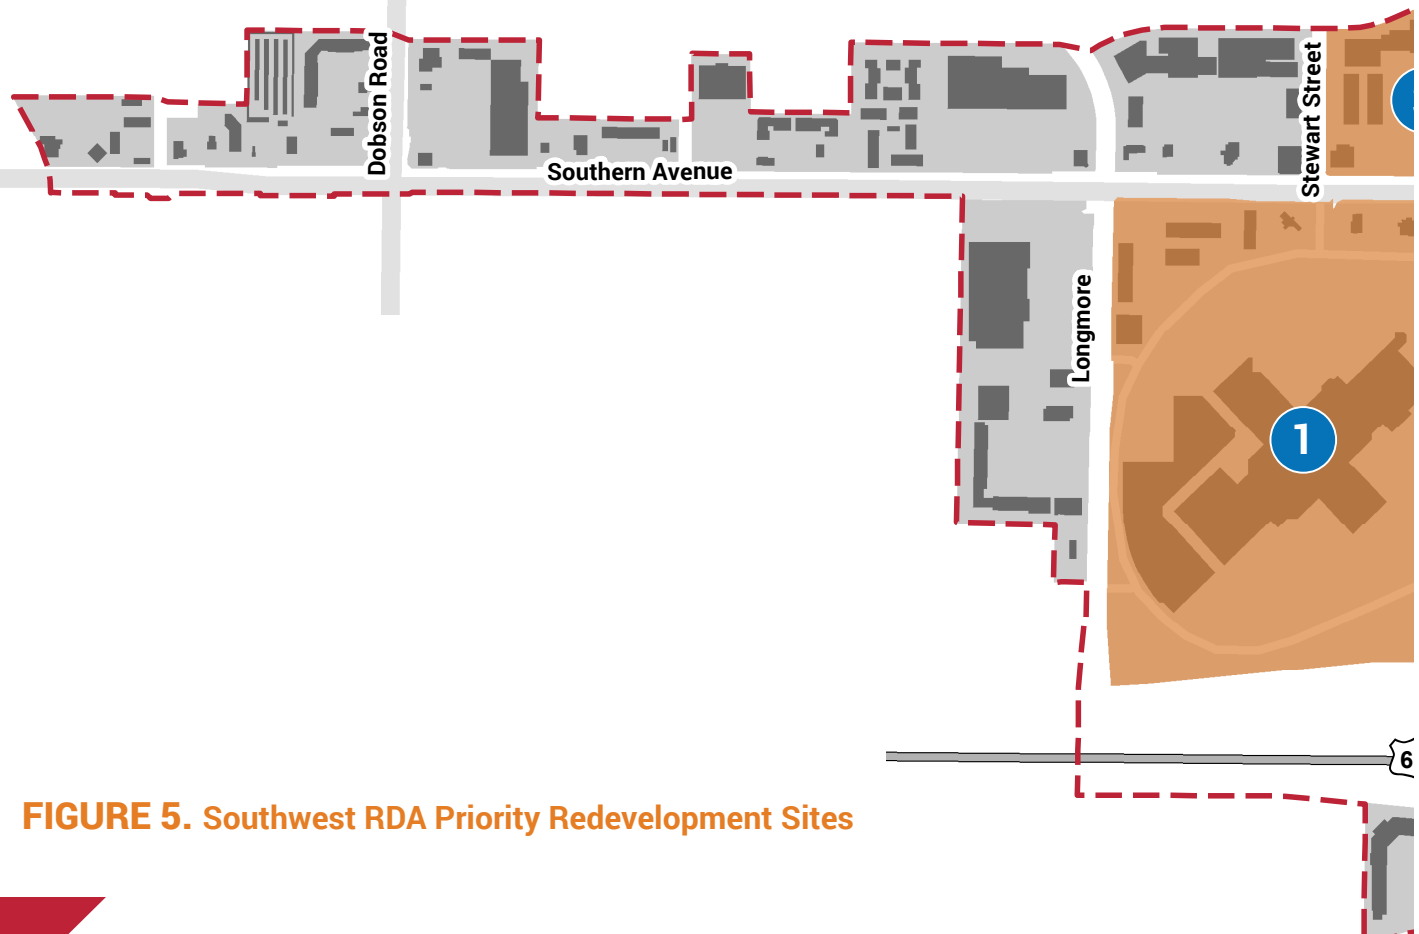 Dobson Road
Southern Avenue
Stewart Street
Longmore
1
6
FIGURE 5. Southwest RDA Priority Redevelopment Sites